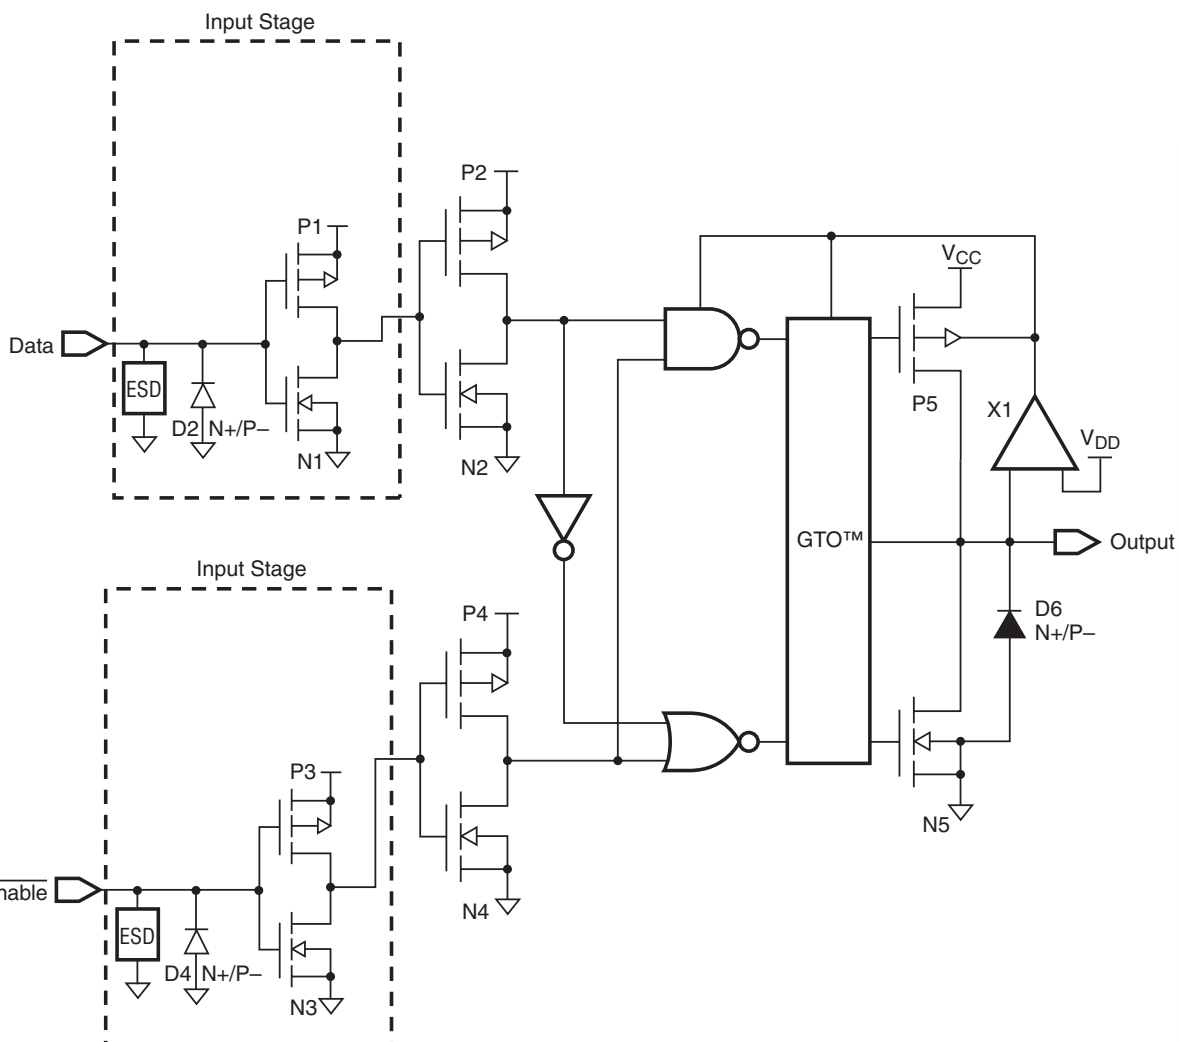 Input Stage
P2
P1
VCC
Data
ESD
P5
X1
VDD
D2 N+/P–
N1
N2
GTO™
Output
Input Stage
P4
D6
N+/P–
P3
N5
nable
N4
ESD
D4 N+/P–
N3